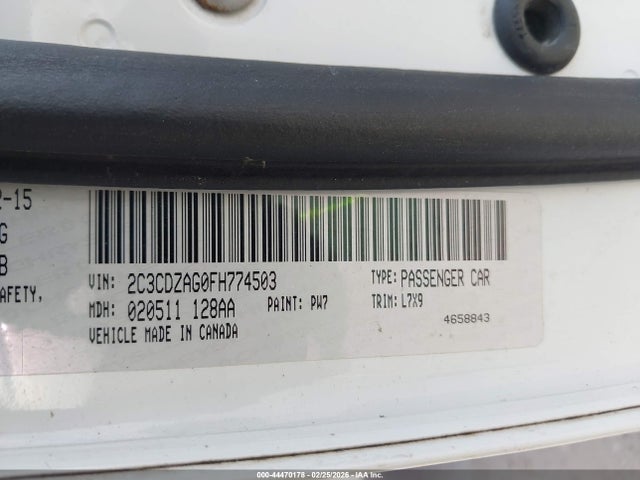 2-15
G
B
AFETY,
VIN: 2C3CDZAG0FH774503 TYPE: PASSENGER CAR
MDH: 020511 128AA PAINT: PW7 TRIM: L7X9
VEHICLE MADE IN CANADA 4658843
000-44470178 - 02/25/2026 - IAA Inc.